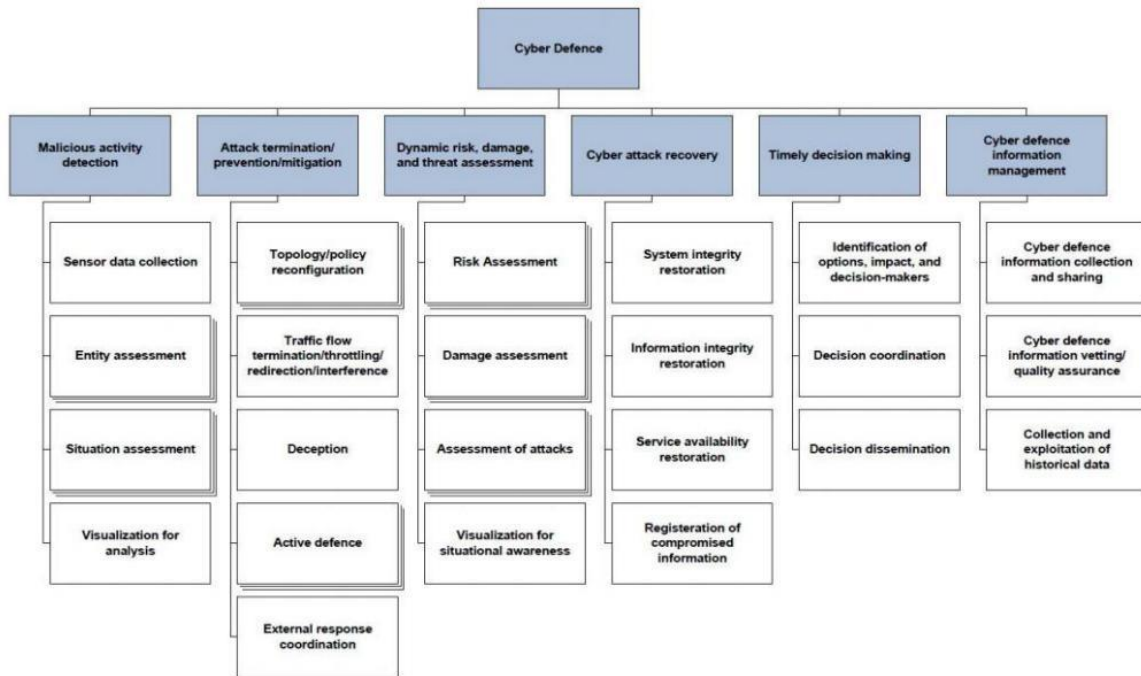 Cyber Defence
Malicious activity
detection
Attack termination/
prevention/mitigation
Dynamic risk, damage,
and threat assessment
Cyber attack recovery
Timely decision making
Cyber defence
information
management
Sensor data collection
Entity assessment
Situation assessment
Visualization for
analysis
Topology/policy
reconfiguration
Traffic flow
termination/throttling/
redirection/interference
Deception
Active defence
External response
coordination
Risk Assessment
Damage assessment
Assessment of attacks
Visualization for
situational awareness
System integrity
restoration
Information integrity
restoration
Service availability
restoration
Registeration of
compromised
information
Identification of
options, impact, and
decision-makers
Decision coordination
Decision dissemination
Cyber defence
information collection
and sharing
Cyber defence
information vetting/
quality assurance
Collection and
exploitation of
historical data